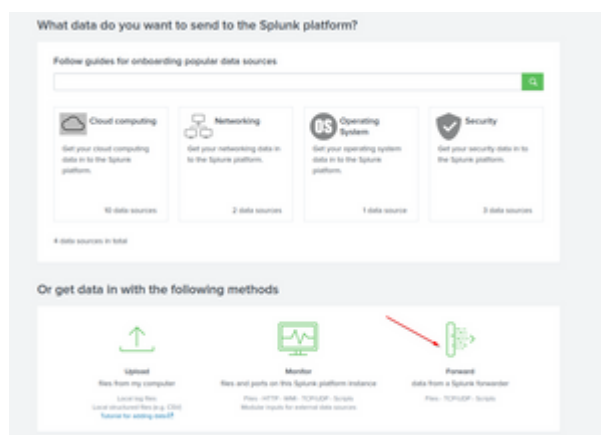 What data do you want to send to the Splunk platform?
Follow guides for onboarding popular data sources
Cloud computing
Get your cloud computing
data in to the Splunk
platform.
10 data sources
Networking
Get your networking data in
to the Splunk platform.
2 data sources
OS
Operating
System
Get your operating system
data in to the Splunk
platform.
1 data source
Security
Get your security data in to
the Splunk platform.
3 data sources
4 data sources in total
Or get data in with the following methods
Upload
files from my computer
Local log files
Local structured files (e.g. CSV)
Tutorial for adding data
Monitor
files and ports on this Splunk platform instance
Files - HTTP - WMI - TCP/UDP - Scripts
Modular inputs for external data sources
Forward
data from a Splunk forwarder
Files - TCP/UDP - Scripts